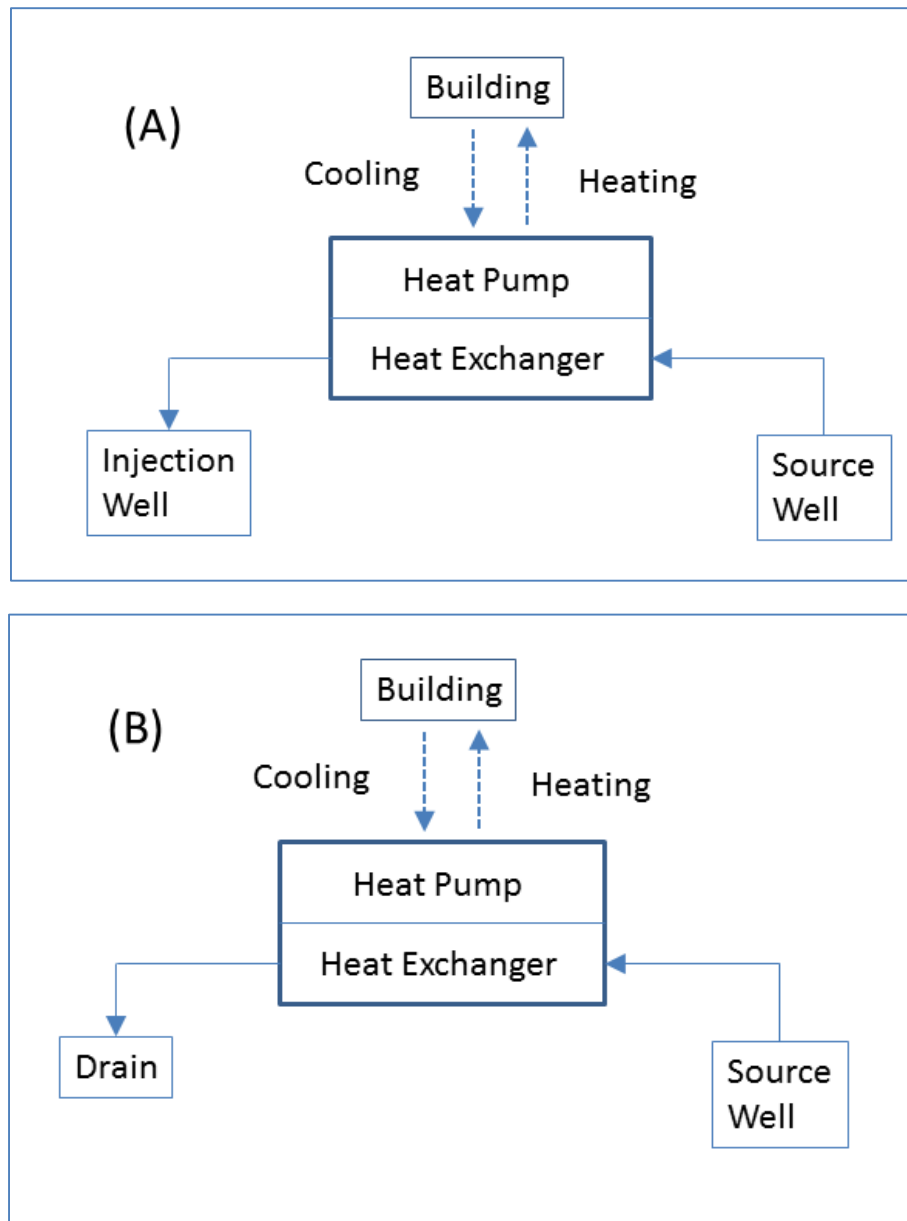 Building
(A)
Cooling
Heating
Heat Pump
Heat Exchanger
Injection
Well
Source
Well
Building
(B)
Cooling
Heating
Heat Pump
Heat Exchanger
Drain
Source
Well